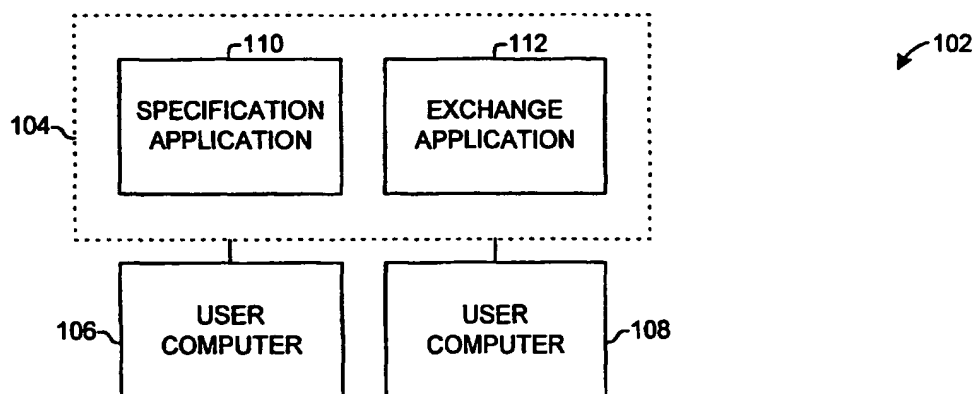 110
112
102
SPECIFICATION
APPLICATION
EXCHANGE
APPLICATION
104
USER
COMPUTER
USER
COMPUTER
106
108